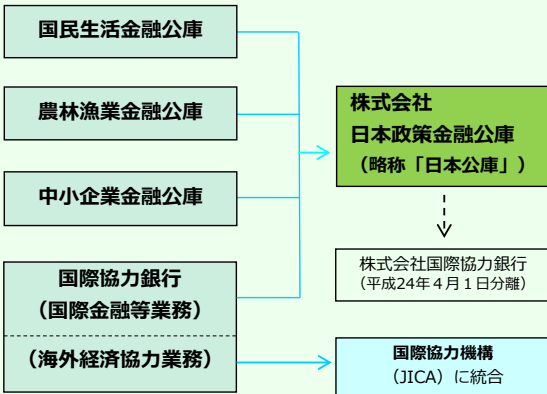 国民生活金融公庫
農林漁業金融公庫
中小企業金融公庫
国際協力銀行
（国際金融等業務）
（海外経済協力業務）
株式会社
日本政策金融公庫
（略称「日本公庫」）
株式会社国際協力銀行
（平成24年４月１日分離）
国際協力機構
（JICA）に統合